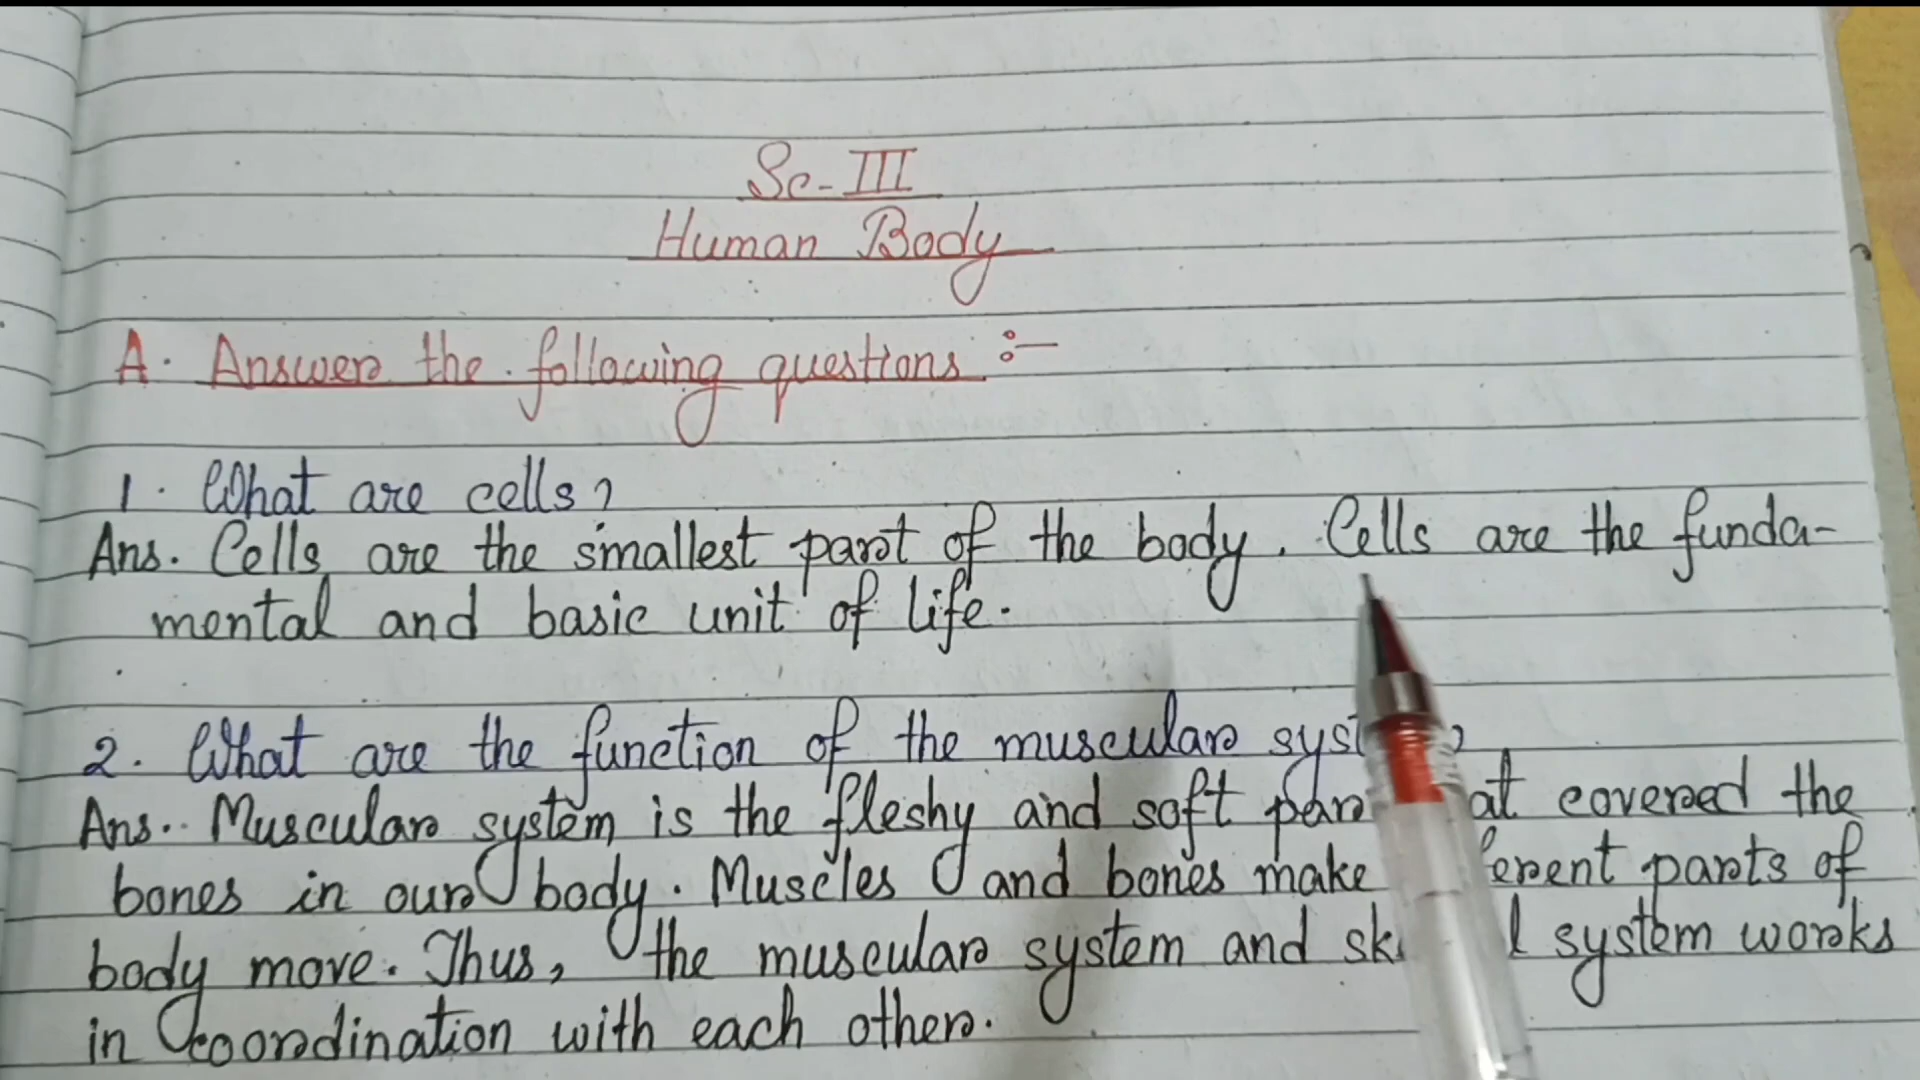 Sc-III
Human Body
A. Answer the following questions :-
1. What are cells?
Ans. Cells are the smallest part of the body. Cells are the funda-
mental and basic unit of life.
2. What are the function of the muscular
Ans.. Muscular system is the fleshy and soft covered the
bones in our body. Muscles and bones make parts of
body move. Thus, the muscular system and system works
in coordination with each other.